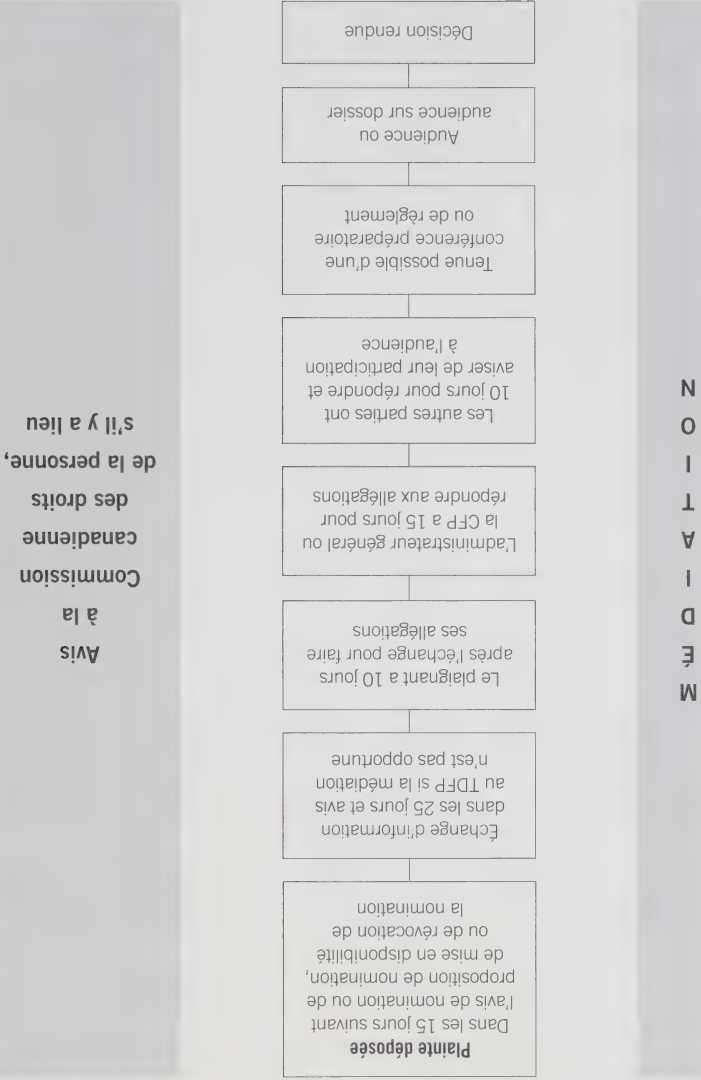 Plainte déposée
Dans les 15 jours suivant
l'avis de nomination ou de
proposition de nomination,
de mise en disponibilité
ou de révocation de
la nomination
Échange d'information
dans les 25 jours et avis
au TDFP si la médiation
n'est pas opportune
Le plaignant a 10 jours
après l'échange pour faire
ses allégations
L'administrateur général ou
la CFP a 15 jours pour
répondre aux allégations
Les autres parties ont
10 jours pour répondre et
aviser de leur participation
à l'audience
Tenue possible d'une
conférence préparatoire
ou de règlement
Audience ou
audience sur dossier
Décision rendue
MÉDIATION
Avis
à la
Commission
canadienne
des droits
de la personne,
s'il y a lieu